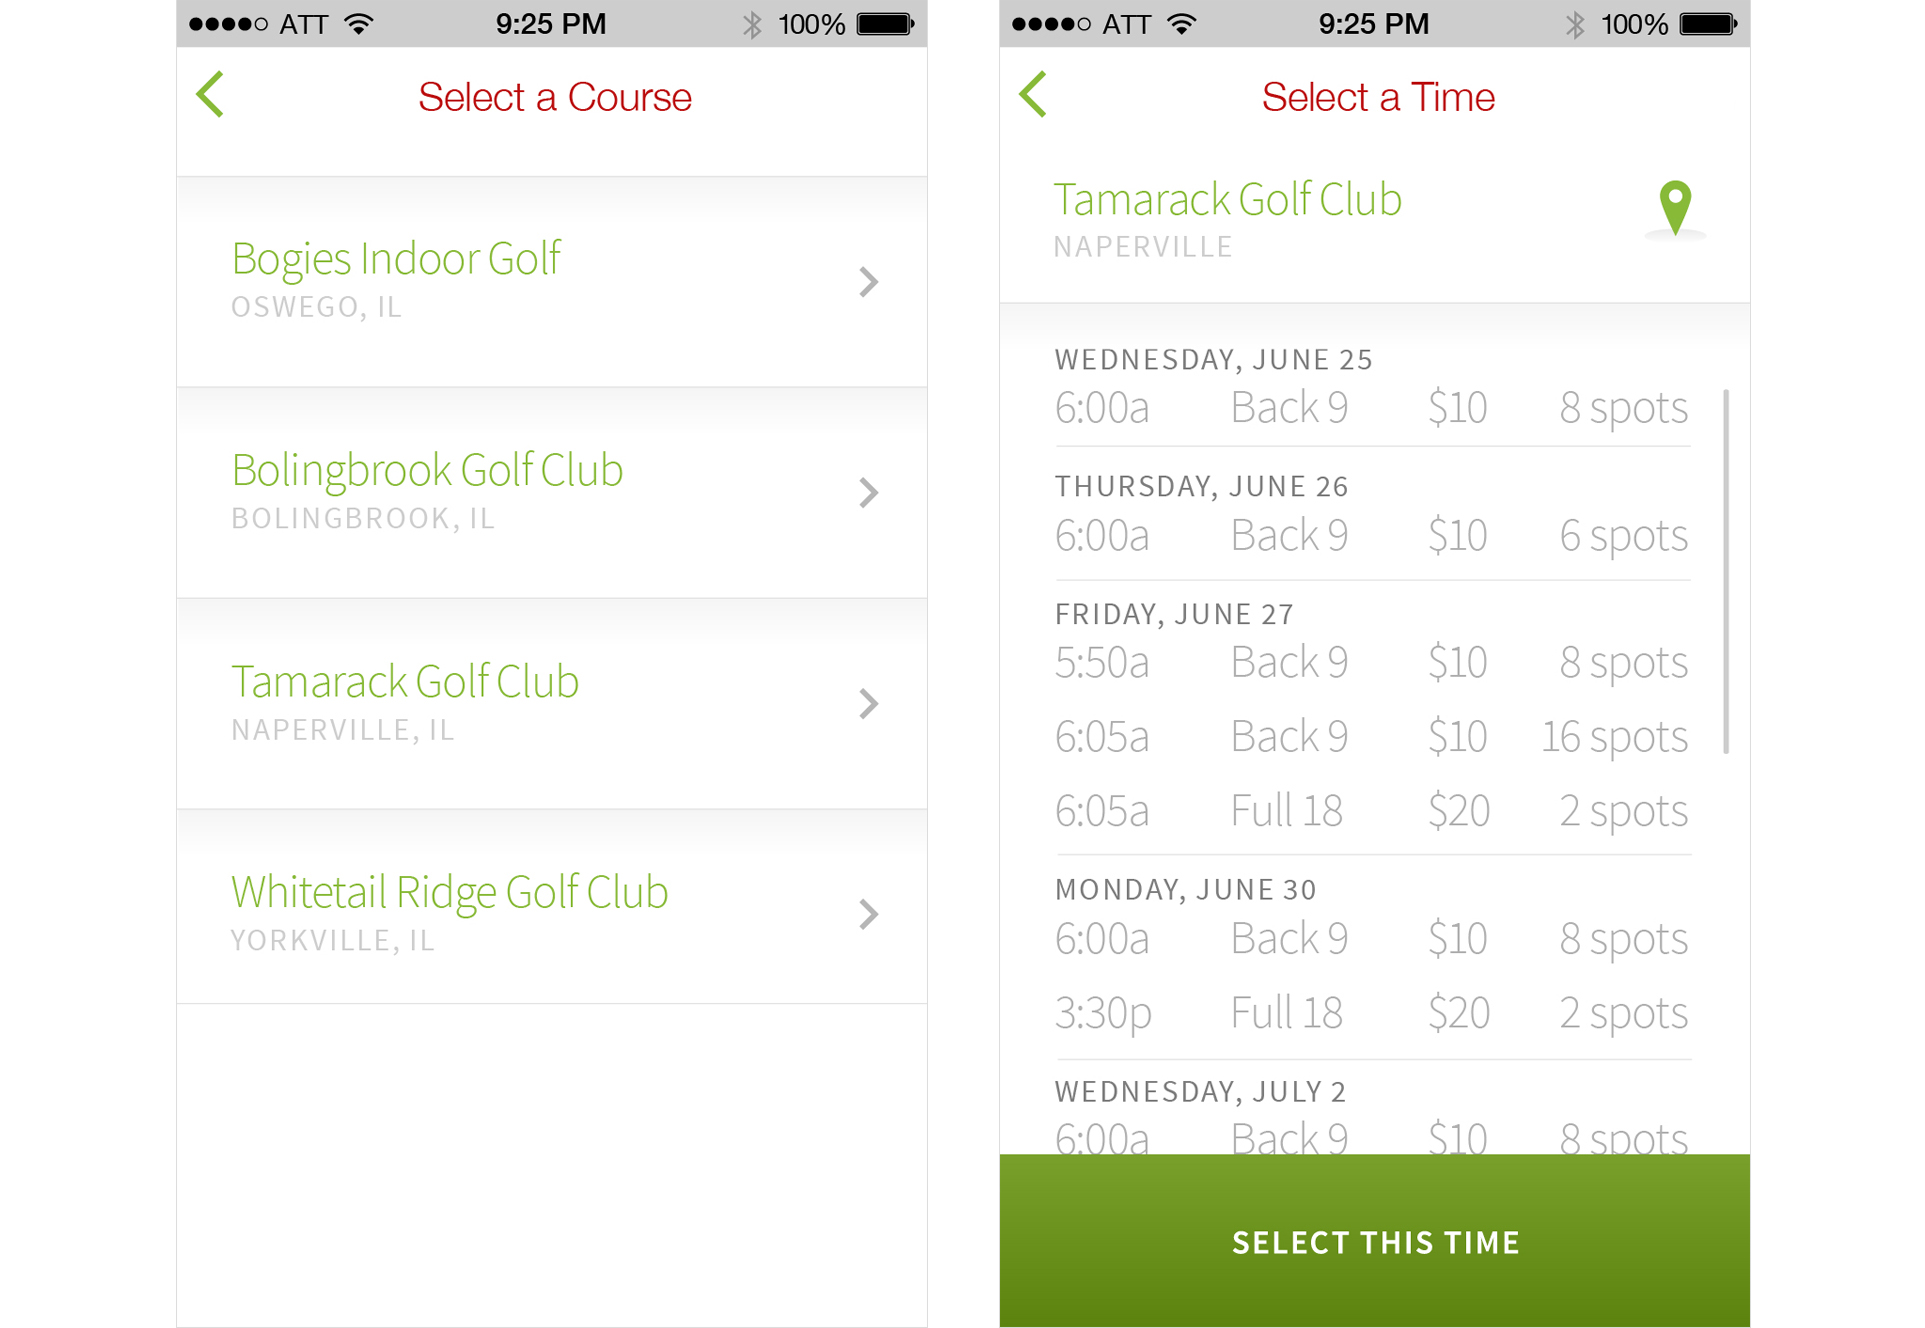 ATT 9:25 PM 100%
Select a Course
Bogies Indoor Golf
OSWEGO, IL
Bolingbrook Golf Club
BOLINGBROOK, IL
Tamarack Golf Club
NAPERVILLE, IL
Whitetail Ridge Golf Club
YORKVILLE, IL
ATT 9:25 PM 100%
Select a Time
Tamarack Golf Club
NAPERVILLE
WEDNESDAY, JUNE 25
6:00a Back 9 $10 8 spots
THURSDAY, JUNE 26
6:00a Back 9 $10 6 spots
FRIDAY, JUNE 27
5:50a Back 9 $10 8 spots
6:05a Back 9 $10 16 spots
6:05a Full 18 $20 2 spots
MONDAY, JUNE 30
6:00a Back 9 $10 8 spots
3:30p Full 18 $20 2 spots
WEDNESDAY, JULY 2
6:00a Back 9 $10 8 spots
SELECT THIS TIME